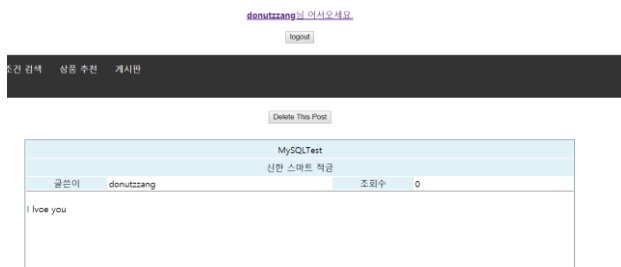 donutzzang님 어서오세요.
logout
조건 검색 상품 추천 게시판
Delete This Post
MySQLTest
신한 스마트 적금
글쓴이 donutzzang 조회수 0
I lvoe you